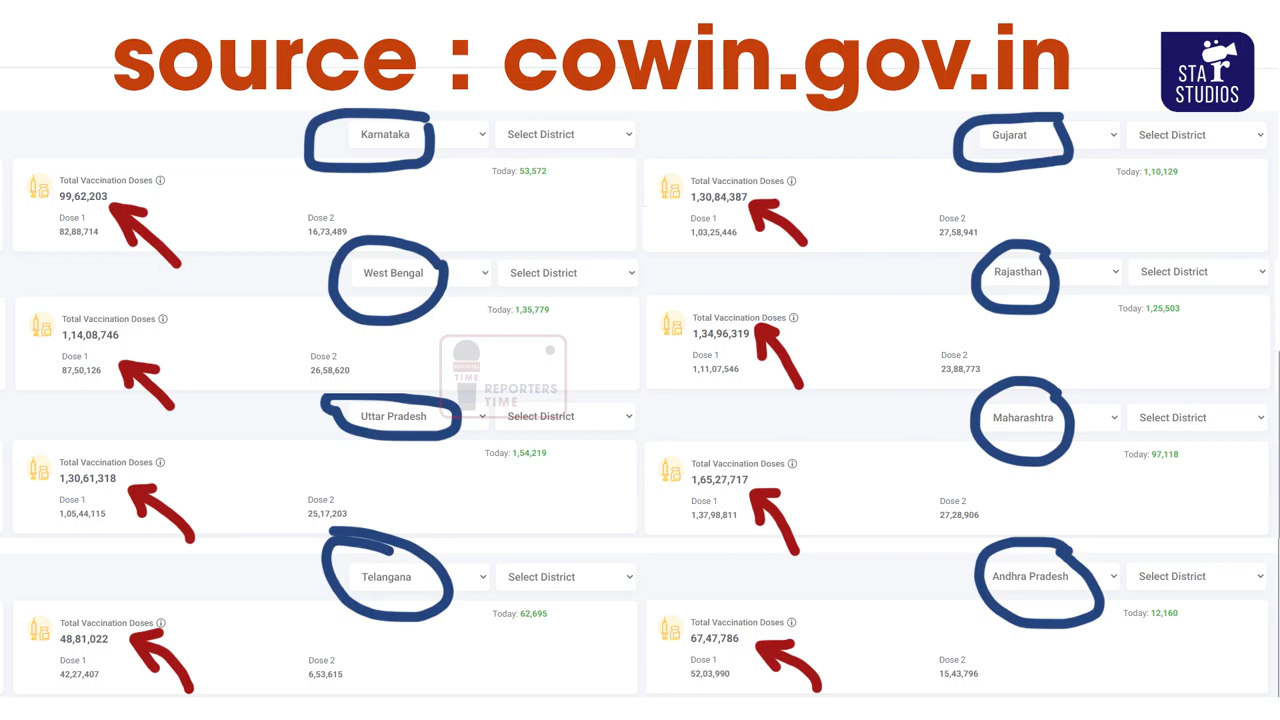 source : cowin.gov.in
STAr
STUDIOS
Karnataka Select District
Today: 53,572
Total Vaccination Doses
99,62,203
Dose 1 Dose 2
82,88,714 16,73,489
Gujarat Select District
Today: 1,10,129
Total Vaccination Doses
1,30,84,387
Dose 1 Dose 2
1,03,25,446 27,58,941
West Bengal Select District
Today: 1,35,779
Total Vaccination Doses
1,14,08,746
Dose 1 Dose 2
87,50,126 26,58,620
Rajasthan Select District
Today: 1,25,503
Total Vaccination Doses
1,34,96,319
Dose 1 Dose 2
1,11,07,546 23,88,773
REPORTERS
TIME
REPORTERS
TIME
Uttar Pradesh Select District
Today: 1,54,219
Total Vaccination Doses
1,30,61,318
Dose 1 Dose 2
1,05,44,115 25,17,203
Maharashtra Select District
Today: 97,118
Total Vaccination Doses
1,65,27,717
Dose 1 Dose 2
1,37,98,811 27,28,906
Telangana Select District
Today: 62,695
Total Vaccination Doses
48,81,022
Dose 1 Dose 2
42,27,407 6,53,615
Andhra Pradesh Select District
Today: 12,160
Total Vaccination Doses
67,47,786
Dose 1 Dose 2
52,03,990 15,43,796